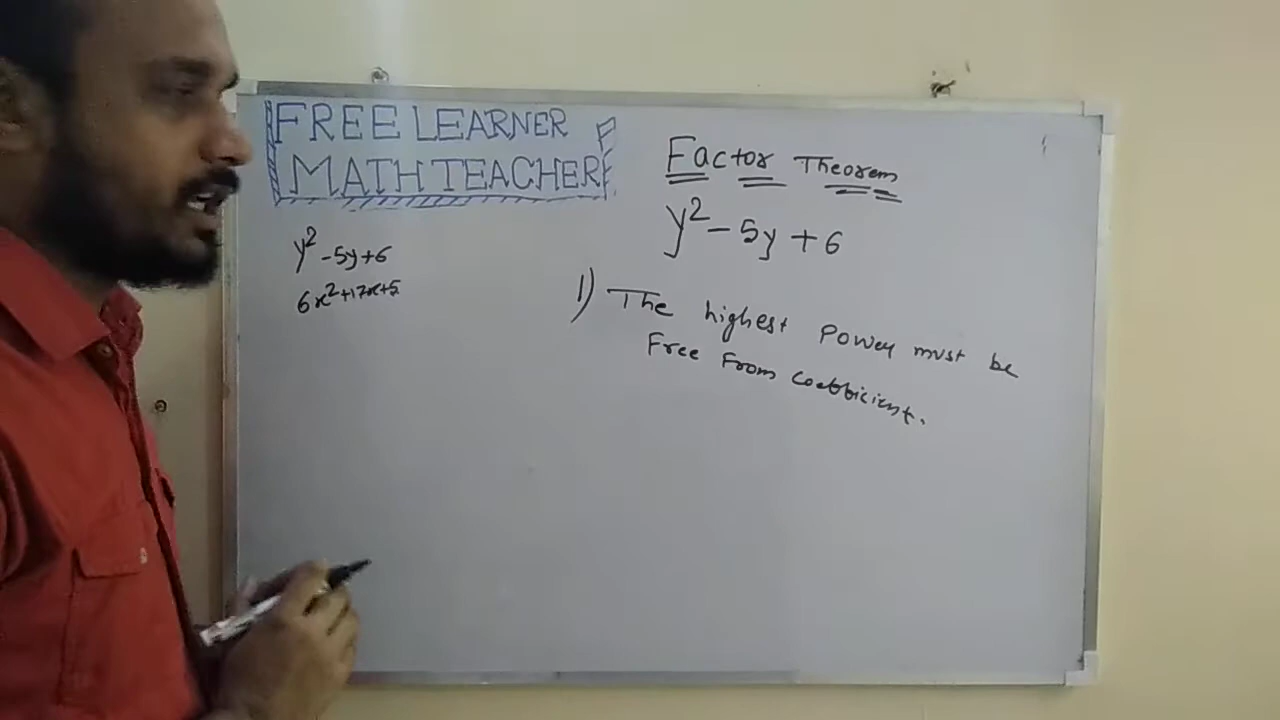 FREE LEARNER
MATH TEACHER
y² - 5y + 6
6x² + 17x + 5
Factor Theorem
y² - 5y + 6
1) The highest Power must be
Free From coefficient.